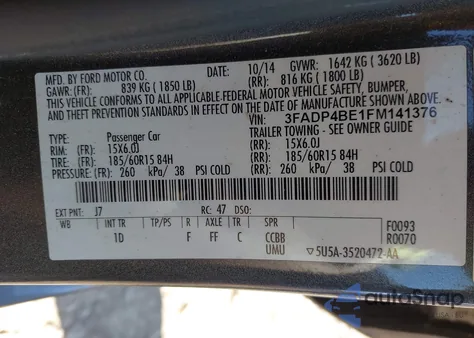 MFD. BY FORD MOTOR CO. DATE: 10/14 GVWR: 1642 KG ( 3620 LB)
GAWR: (FR): 839 KG ( 1850 LB) (RR): 816 KG ( 1800 LB)
THIS VEHICLE CONFORMS TO ALL APPLICABLE FEDERAL MOTOR VEHICLE SAFETY, BUMPER,
AND THEFT PREVENTION STANDARDS IN EFFECT ON THE DATE OF MANUFACTURE SHOWN ABOVE.
VIN: 3FADP4BE1FM141376
TYPE: Passenger Car TRAILER TOWING - SEE OWNER GUIDE
RIM: (FR): 15X6.0J (RR): 15X6.0J
TIRE: (FR): 185/60R15 84H (RR): 185/60R15 84H
PRESSURE: (FR): 260 kPa/ 38 PSI COLD (RR): 260 kPa/ 38 PSI COLD
EXT PNT: J7 RC: 47 DSO: F0093
WB INT TR TP/PS R AXLE TR SPR R0070
1D F FF C CCBB
UMU 5U5A-3520472-AA
autoSnap